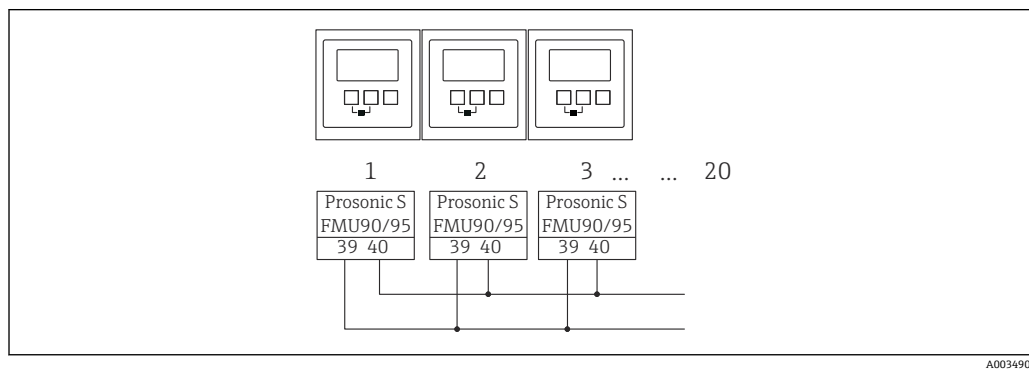 1 2 3 ... ... 20
Prosonic S Prosonic S Prosonic S
FMU90/95 FMU90/95 FMU90/95
39 40 39 40 39 40
A003490